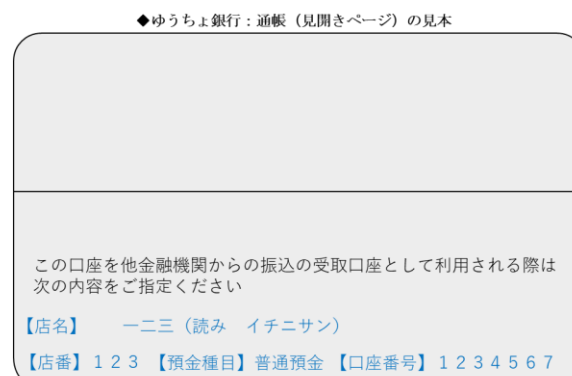 ◆ゆうちょ銀行：通帳（見開きページ）の見本
この口座を他金融機関からの振込の受取口座として利用される際は
次の内容をご指定ください
【店名】　　一二三（読み　イチニサン）
【店番】１２３ 【預金種目】普通預金 【口座番号】１２３４５６７